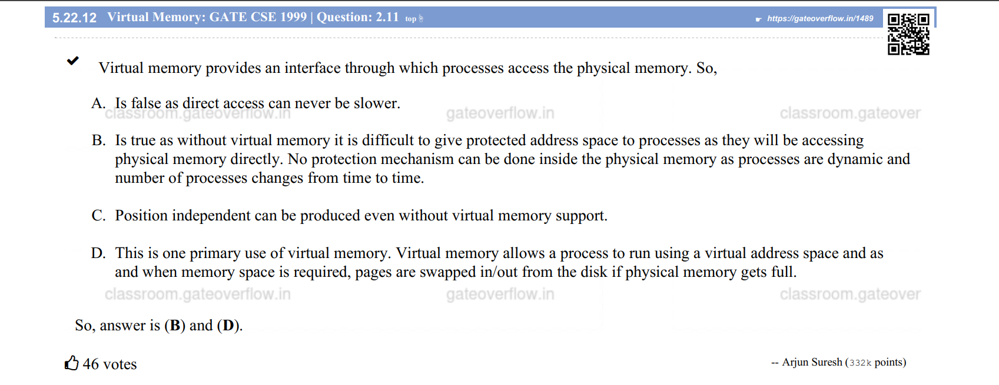 5.22.12 Virtual Memory: GATE CSE 1999 | Question: 2.11 top
https://gateoverflow.in/1489
Virtual memory provides an interface through which processes access the physical memory. So,
A. Is false as direct access can never be slower.
classroom.gateoverflow.in gateoverflow.in classroom.gateover
B. Is true as without virtual memory it is difficult to give protected address space to processes as they will be accessing
physical memory directly. No protection mechanism can be done inside the physical memory as processes are dynamic and
number of processes changes from time to time.
C. Position independent can be produced even without virtual memory support.
D. This is one primary use of virtual memory. Virtual memory allows a process to run using a virtual address space and as
and when memory space is required, pages are swapped in/out from the disk if physical memory gets full.
classroom.gateoverflow.in gateoverflow.in classroom.gateover
So, answer is (B) and (D).
46 votes
-- Arjun Suresh (332k points)